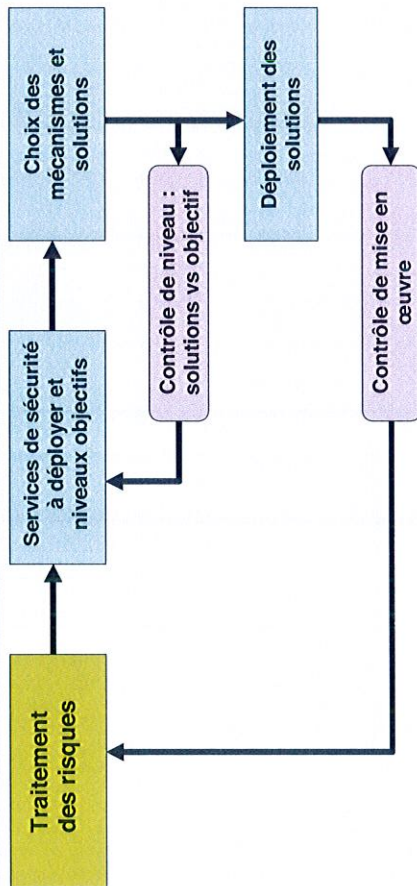 Traitement
des risques
Services de sécurité
à déployer et
niveaux objectifs
Choix des
mécanismes et
solutions
Contrôle de niveau :
solutions vs objectif
Déploiement des
solutions
Contrôle de mise en
œuvre